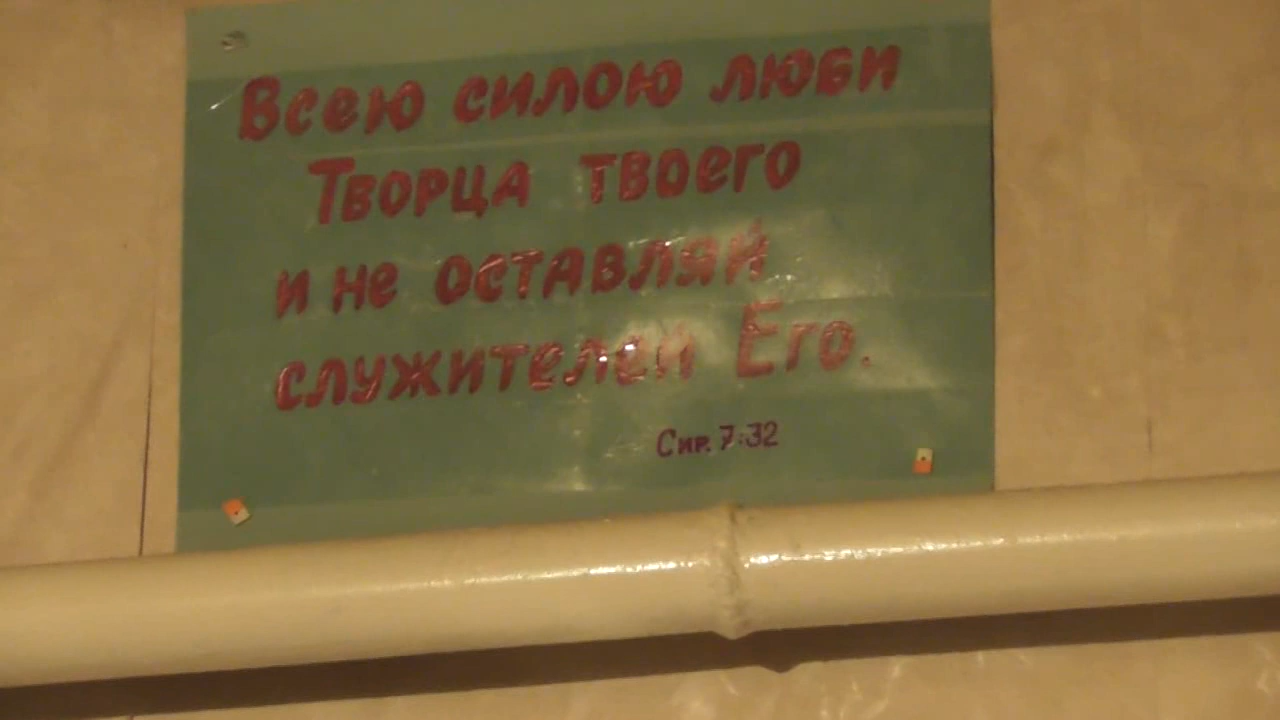 Всею силою люби
Творца твоего
и не оставляй
служителей Его.
Сир. 7:32